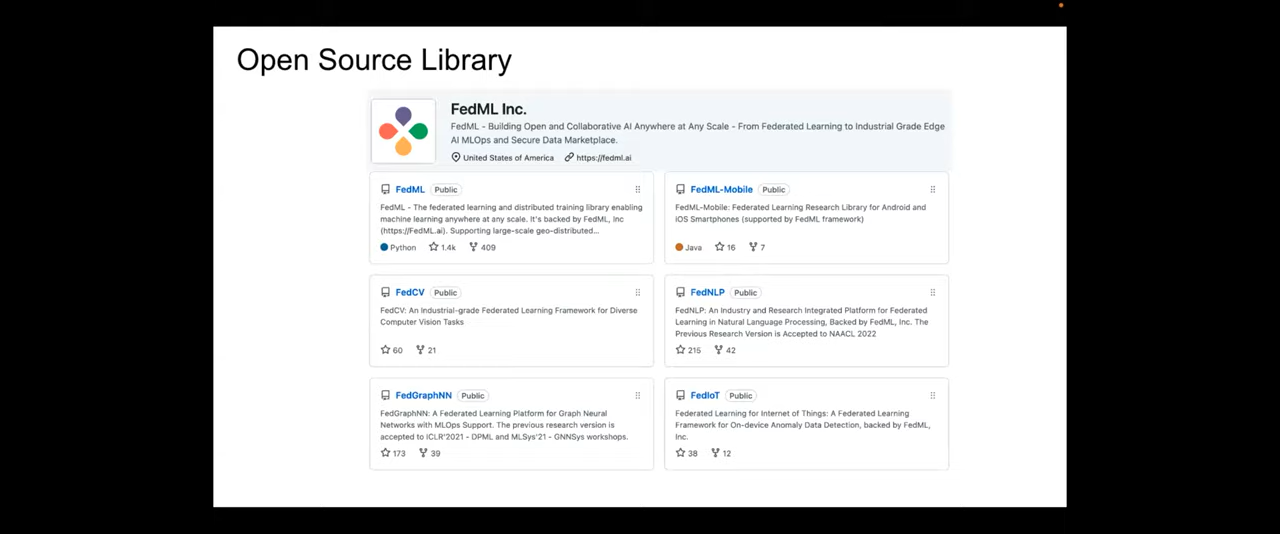 Open Source Library
FedML Inc.
FedML - Building Open and Collaborative AI Anywhere at Any Scale - From Federated Learning to Industrial Grade Edge
AI MLOps and Secure Data Marketplace.
United States of America https://fedml.ai
FedML Public
FedML - The federated learning and distributed training library enabling
machine learning anywhere at any scale. It's backed by FedML, Inc
(https://FedML.ai). Supporting large-scale geo-distributed...
Python 1.4k 409
FedML-Mobile Public
FedML-Mobile: Federated Learning Research Library for Android and
iOS Smartphones (supported by FedML framework)
Java 16 7
FedCV Public
FedCV: An Industrial-grade Federated Learning Framework for Diverse
Computer Vision Tasks
60 21
FedNLP Public
FedNLP: An Industry and Research Integrated Platform for Federated
Learning in Natural Language Processing, Backed by FedML, Inc. The
Previous Research Version is Accepted to NAACL 2022
215 42
FedGraphNN Public
FedGraphNN: A Federated Learning Platform for Graph Neural
Networks with MLOps Support. The previous research version is
accepted to ICLR'2021 - DPML and MLSys'21 - GNNSys workshops.
173 39
FedIoT Public
Federated Learning for Internet of Things: A Federated Learning
Framework for On-device Anomaly Data Detection, backed by FedML,
Inc.
38 12